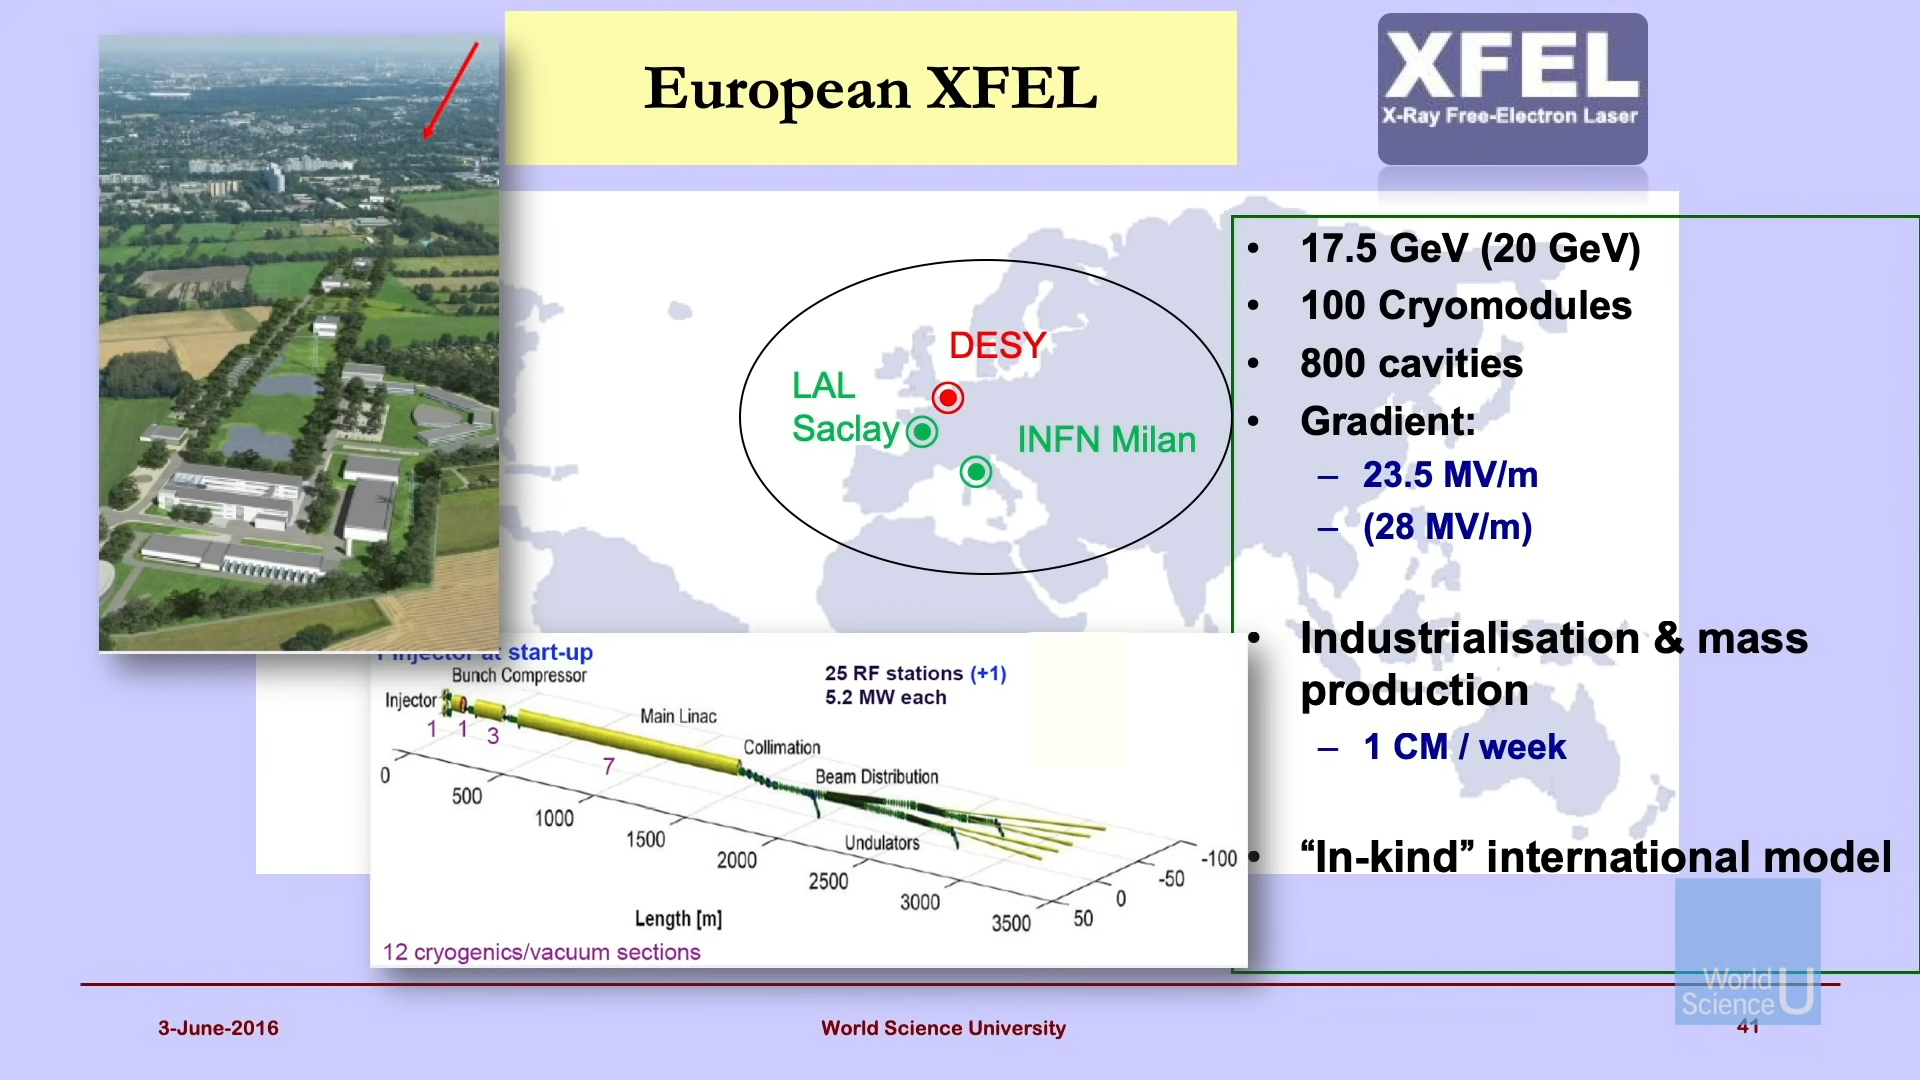 European XFEL
XFEL
X-Ray Free-Electron Laser
DESY
LAL
Saclay
INFN Milan
• 17.5 GeV (20 GeV)
• 100 Cryomodules
• 800 cavities
• Gradient:
– 23.5 MV/m
– (28 MV/m)
• Industrialisation & mass
production
– 1 CM / week
• “In-kind” international model
1 Injector at start-up
Bunch Compressor
25 RF stations (+1)
5.2 MW each
Injector
Main Linac
1 1 3
7
Collimation
Beam Distribution
Undulators
0
500
1000
1500
2000
2500
3000
3500
-100
-50
0
50
Length [m]
12 cryogenics/vacuum sections
World
Science U
3-June-2016
World Science University
41